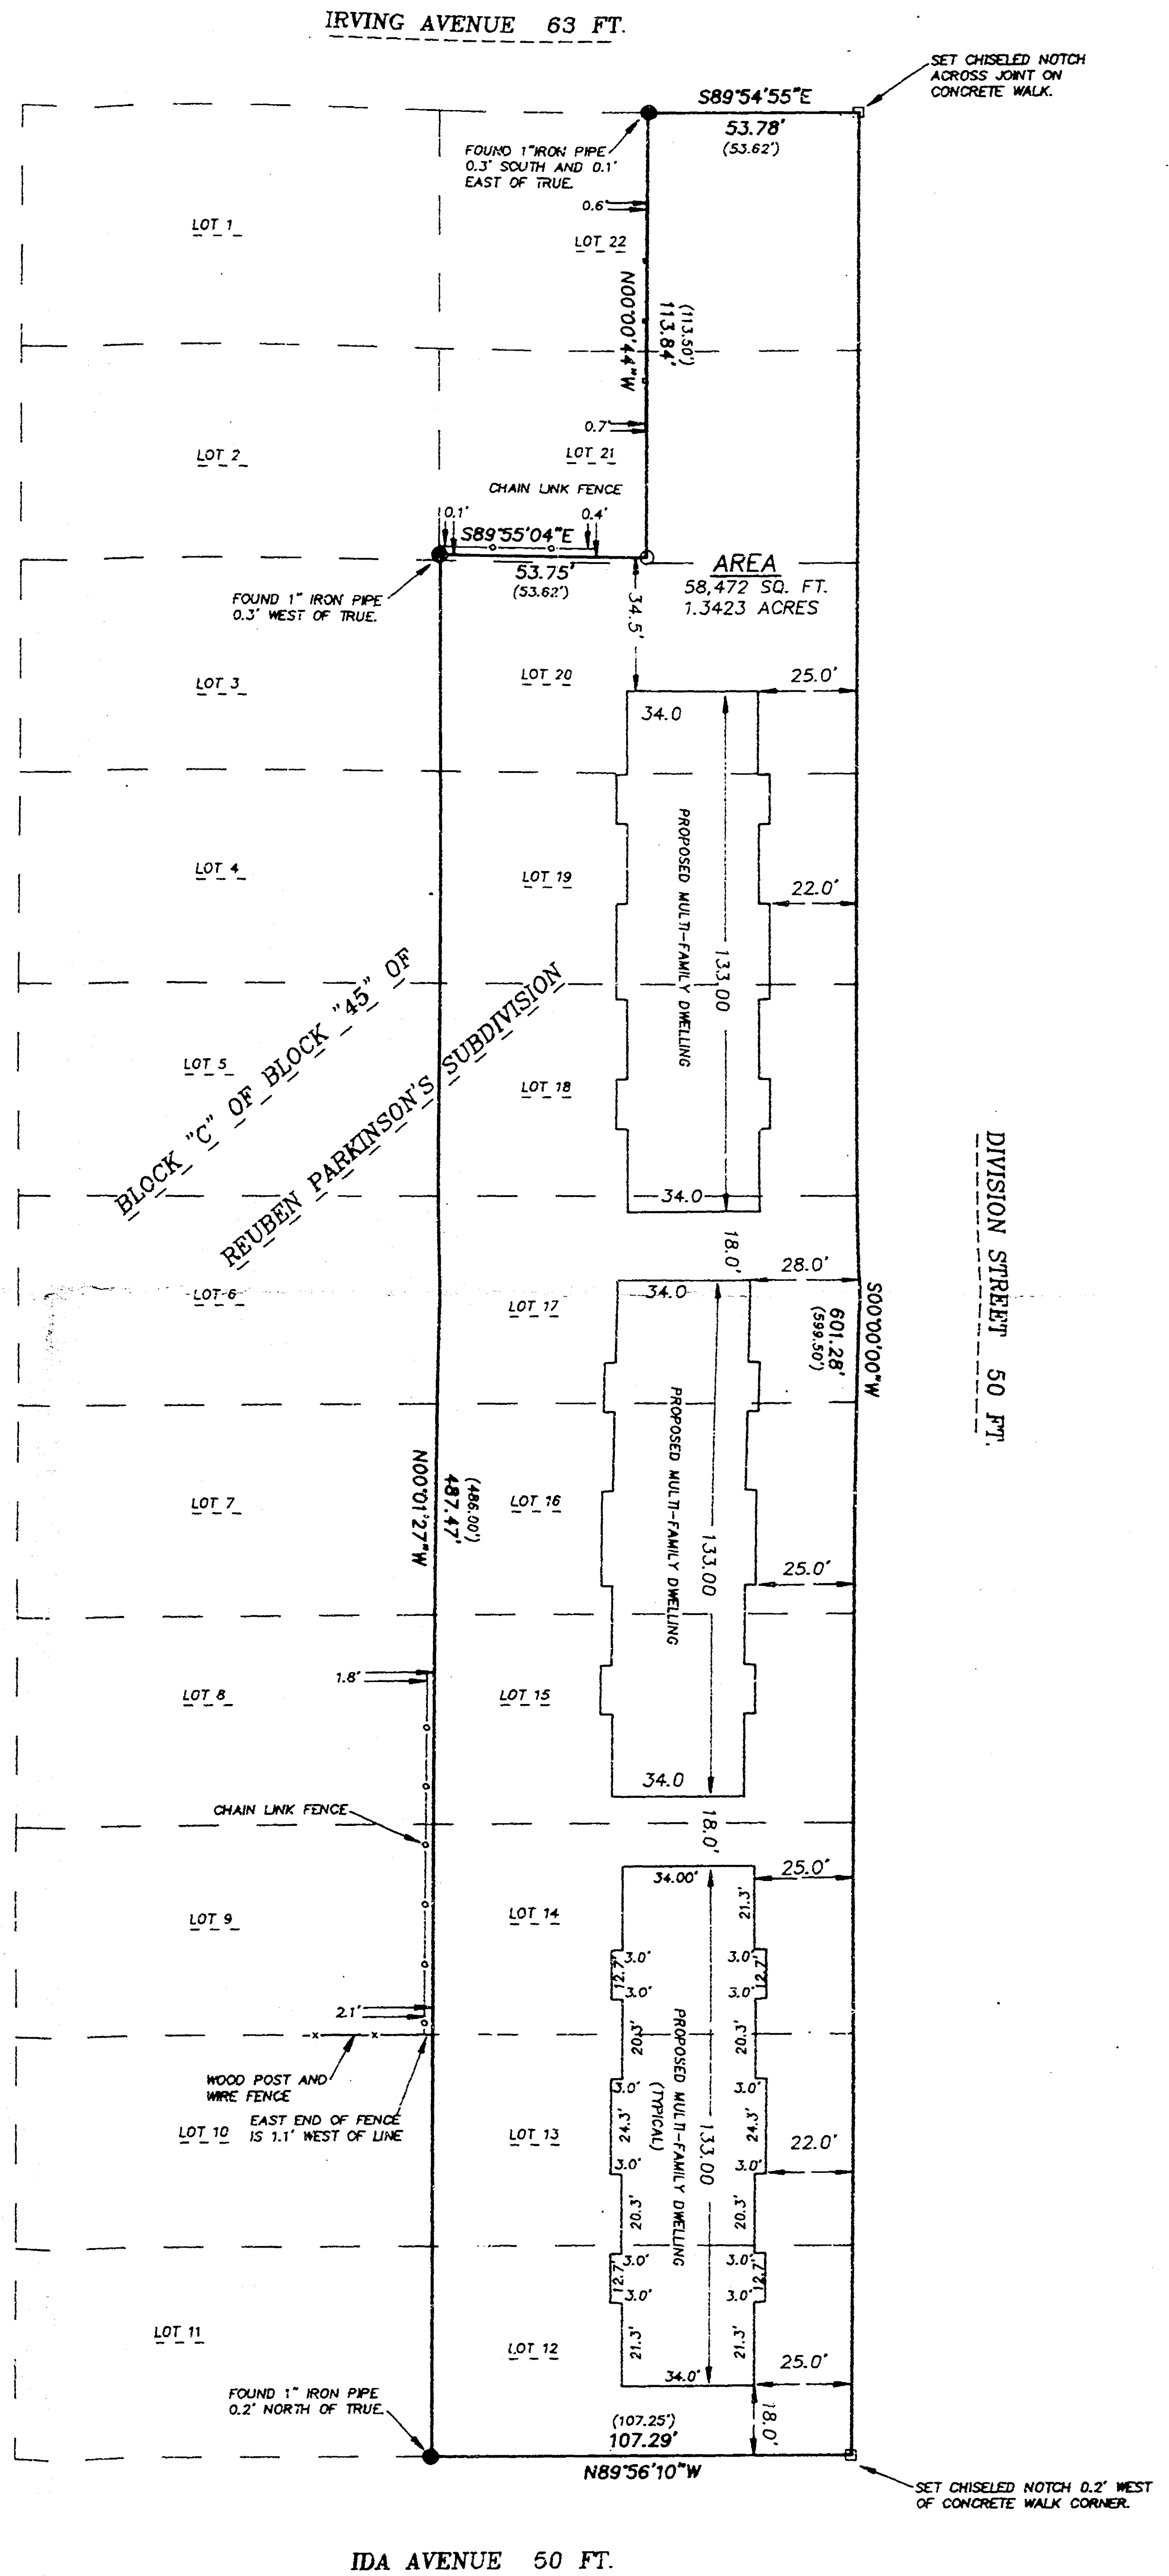 IRVING AVENUE 63 FT.
SET CHISELED NOTCH
ACROSS JOINT ON
CONCRETE WALK.
S89°54'55"E
53.78'
(53.62')
FOUND 1" IRON PIPE
0.3' SOUTH AND 0.1'
EAST OF TRUE.
0.6'
LOT 1
LOT 22
N00°00'44"W
113.84'
(113.50')
0.7'
LOT 2
LOT 21
CHAIN LINK FENCE
0.1'
0.4'
S89°55'04"E
53.75'
(53.62')
AREA
58,472 SQ. FT.
1.3423 ACRES
FOUND 1" IRON PIPE
0.3' WEST OF TRUE.
34.5'
LOT 3
LOT 20
25.0'
34.0
LOT 4
LOT 19
22.0'
PROPOSED MULTI-FAMILY DWELLING
133.00
BLOCK "C" OF BLOCK "45" OF
REUBEN PARKINSON'S SUBDIVISION
LOT 5
LOT 18
34.0
18.0'
DIVISION STREET 50 FT.
28.0'
34.0
LOT 6
LOT 17
S00°00'00"W
601.28'
(599.50')
PROPOSED MULTI-FAMILY DWELLING
133.00
N00°01'27"W
487.47'
(486.00')
LOT 7
LOT 16
25.0'
1.8'
LOT 8
LOT 15
34.0
CHAIN LINK FENCE
18.0'
25.0'
34.00'
21.3'
LOT 9
LOT 14
3.0'
3.0'
12.7'
12.7'
3.0'
3.0'
2.1'
20.3'
20.3'
PROPOSED MULTI-FAMILY DWELLING
(TYPICAL)
133.00
WOOD POST AND
WIRE FENCE
EAST END OF FENCE
IS 1.1' WEST OF LINE
LOT 10
LOT 13
3.0'
3.0'
24.3'
24.3'
3.0'
3.0'
22.0'
20.3'
20.3'
3.0'
3.0'
12.7'
12.7'
3.0'
3.0'
LOT 11
LOT 12
21.3'
21.3'
34.0'
25.0'
18.0'
FOUND 1" IRON PIPE
0.2' NORTH OF TRUE.
(107.25')
107.29'
N89°56'10"W
SET CHISELED NOTCH 0.2' WEST
OF CONCRETE WALK CORNER.
IDA AVENUE 50 FT.